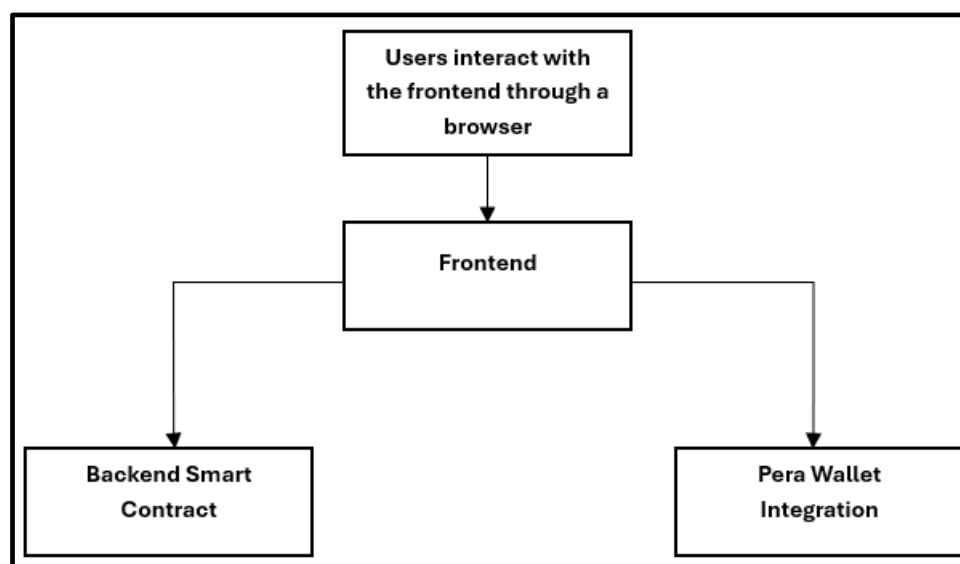 Users interact with
the frontend through a
browser
Frontend
Backend Smart
Contract
Pera Wallet
Integration